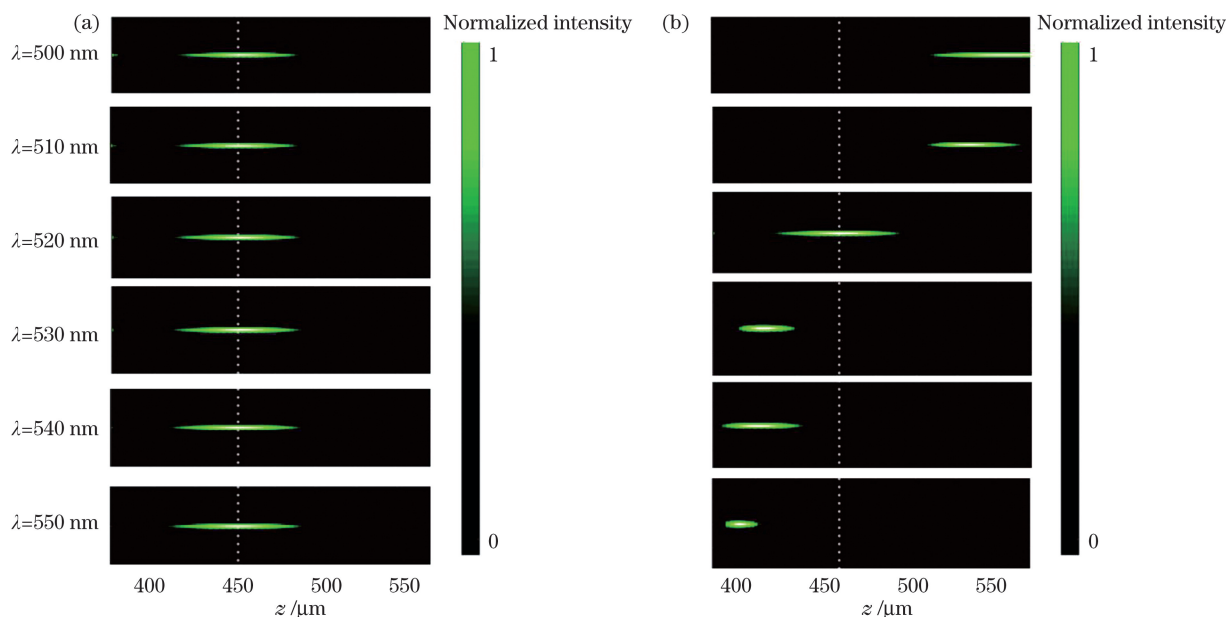 (a)
Normalized intensity
(b)
Normalized intensity
λ=500 nm
λ=510 nm
λ=520 nm
λ=530 nm
λ=540 nm
λ=550 nm
1
0
1
0
400 450 500 550
z /μm
400 450 500 550
z /μm